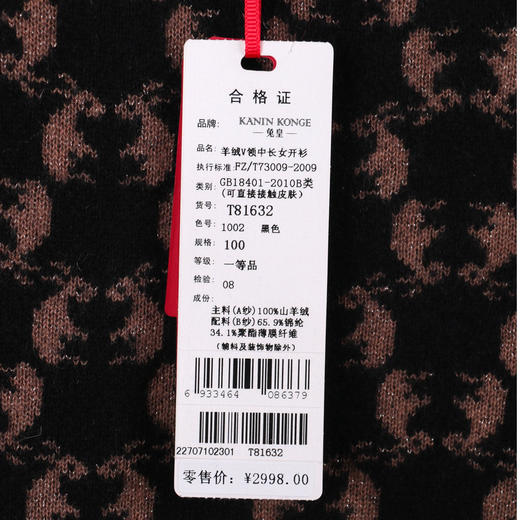 合格证
品牌: KANIN KONGE
—兔皇—
品名: 羊绒V领中长女开衫
执行标准: FZ/T73009-2009
类别: GB18401-2010B类
(可直接接触皮肤)
货号: T81632
色号: 1002 黑色
规格: 100
等级: 一等品
检验: 08
成份:
主料(A纱)100%山羊绒
配料(B纱)65.9%锦纶
34.1%聚酯薄膜纤维
(辅料及装饰物除外)
6 933464 086379
22707102301 T81632
零售价: ¥2998.00